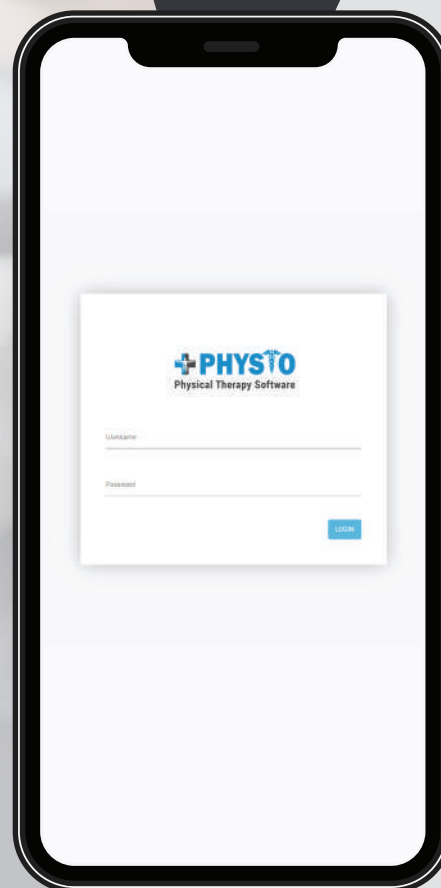 PHYSIO
Physical Therapy Software
Username
Password
LOGIN